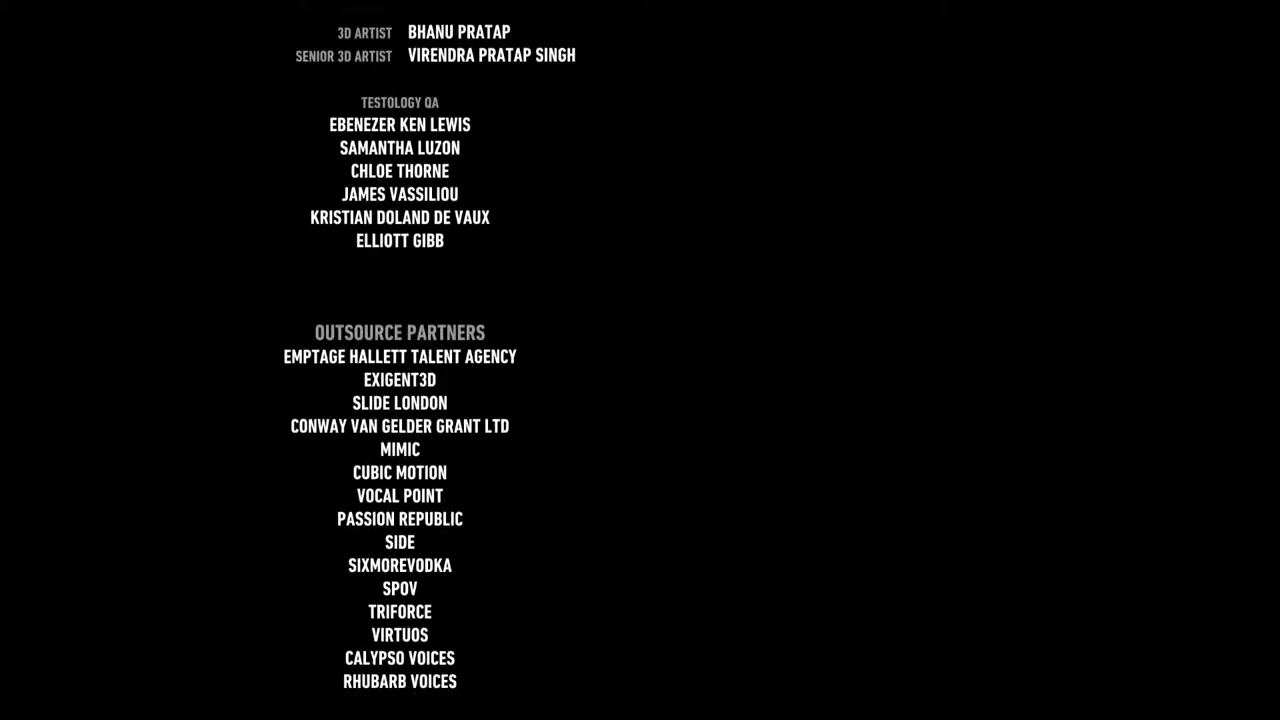 3D ARTIST BHANU PRATAP
SENIOR 3D ARTIST VIRENDRA PRATAP SINGH
TESTOLOGY QA
EBENEZER KEN LEWIS
SAMANTHA LUZON
CHLOE THORNE
JAMES VASSILIOU
KRISTIAN DOLAND DE VAUX
ELLIOTT GIBB
OUTSOURCE PARTNERS
EMPTAGE HALLETT TALENT AGENCY
EXIGENT3D
SLIDE LONDON
CONWAY VAN GELDER GRANT LTD
MIMIC
CUBIC MOTION
VOCAL POINT
PASSION REPUBLIC
SIDE
SIXMOREVODKA
SPOV
TRIFORCE
VIRTUOS
CALYPSO VOICES
RHUBARB VOICES